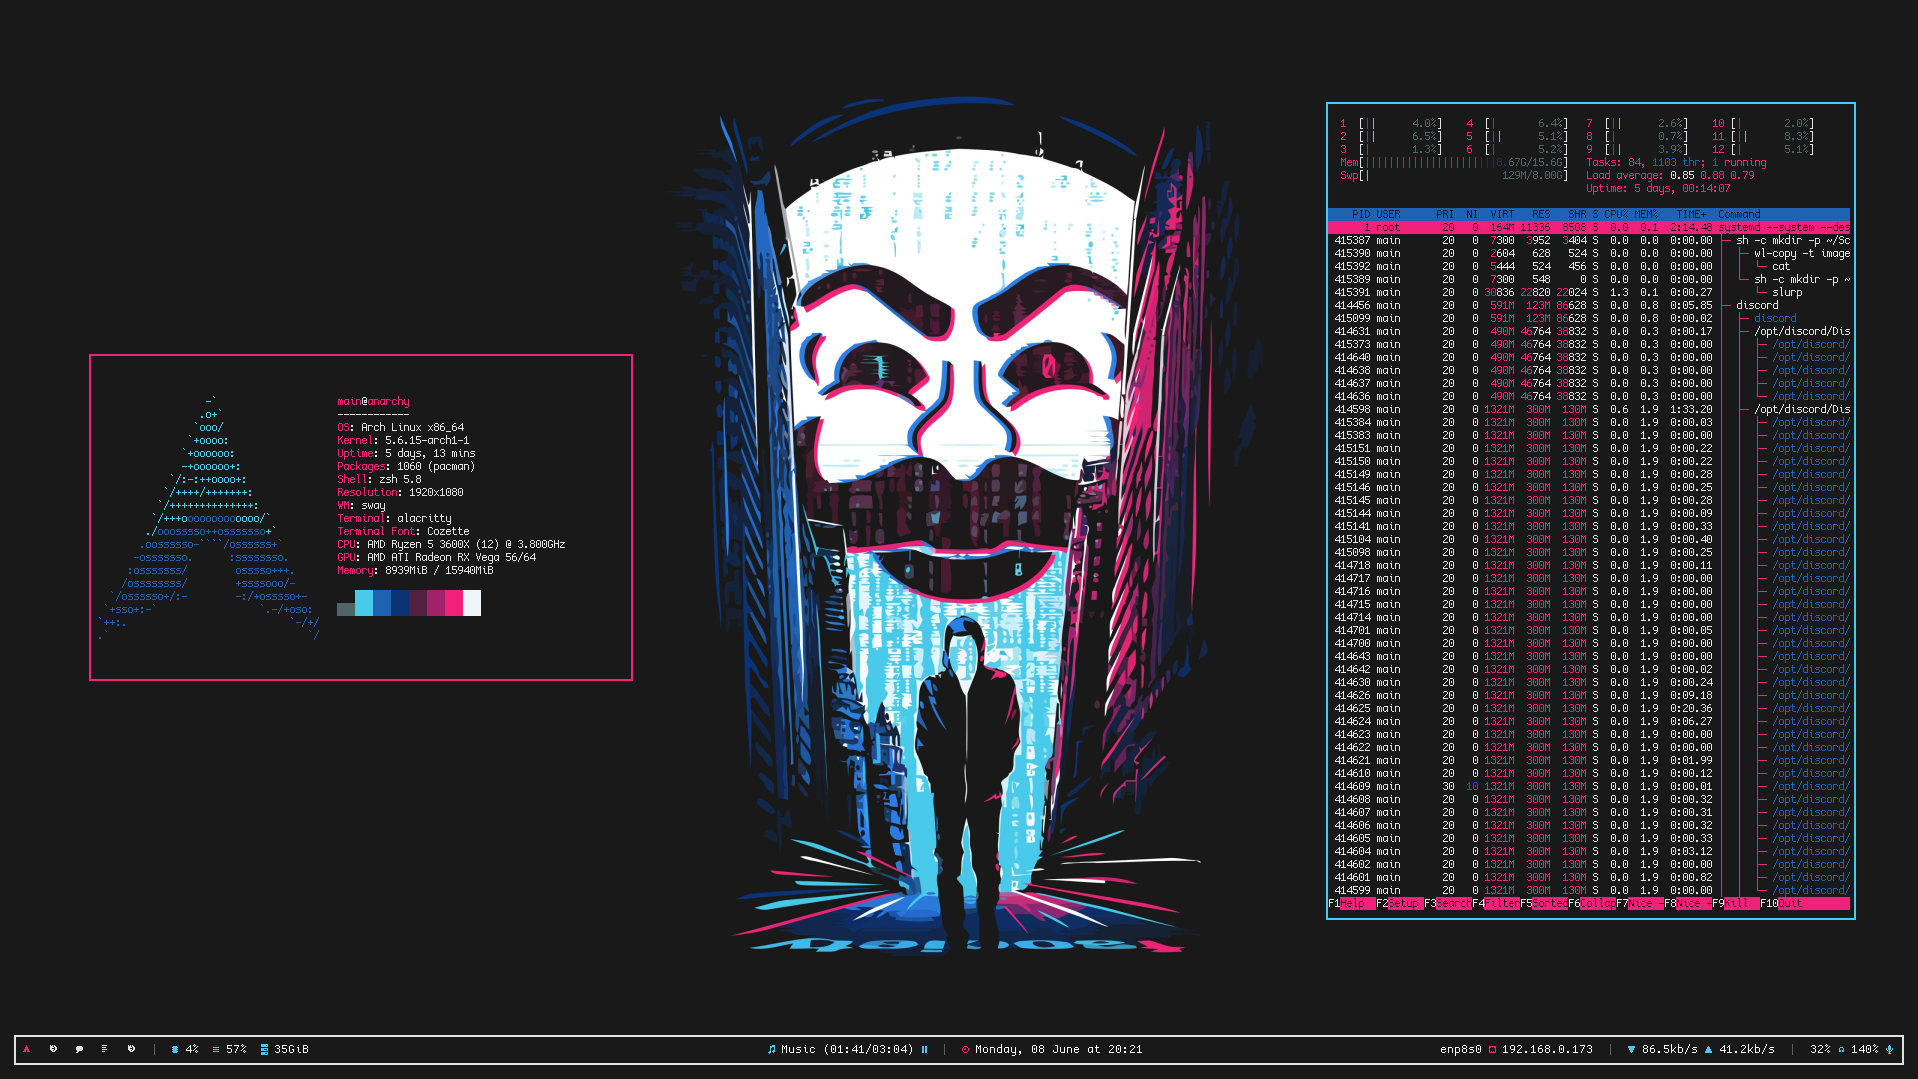 main@anarchy
------------
OS: Arch Linux x86_64
Kernel: 5.6.15-arch1-1
Uptime: 5 days, 13 mins
Packages: 1060 (pacman)
Shell: zsh 5.8
Resolution: 1920x1080
WM: sway
Terminal: alacritty
Terminal Font: Cozette
CPU: AMD Ryzen 5 3600X (12) @ 3.800GHz
GPU: AMD ATI Radeon RX Vega 56/64
Memory: 8939MiB / 15940MiB
1 [|| 4.0%] 4 [| 6.4%] 7 [|| 2.6%] 10 [| 2.0%]
2 [|| 6.5%] 5 [|| 5.1%] 8 [| 0.7%] 11 [|| 8.3%]
3 [| 1.3%] 6 [| 5.2%] 9 [|| 3.9%] 12 [| 5.1%]
Mem[ 8.67G/15.6G] Tasks: 84, 1103 thr; 1 running
Swp[| 129M/8.00G] Load average: 0.85 0.88 0.79
Uptime: 5 days, 00:14:07
PID USER PRI NI VIRT RES SHR S CPU% MEM% TIME+ Command
1 root 20 0 164M 11336 8508 S 0.0 0.1 2:14.48 systemd --system --des
415387 main 20 0 7300 3952 3404 S 0.0 0.0 0:00.00 sh -c mkdir -p ~/Sc
415390 main 20 0 2604 628 524 S 0.0 0.0 0:00.00 wl-copy -t image
415392 main 20 0 5444 524 456 S 0.0 0.0 0:00.00 cat
415389 main 20 0 7300 548 0 S 0.0 0.0 0:00.00 sh -c mkdir -p ~
415391 main 20 0 30836 22820 22024 S 1.3 0.1 0:00.27 slurp
414456 main 20 0 591M 123M 86628 S 0.0 0.8 0:05.85 discord
415099 main 20 0 591M 123M 86628 S 0.0 0.8 0:00.02 discord
414631 main 20 0 490M 46764 38832 S 0.0 0.3 0:00.17 /opt/discord/Dis
415373 main 20 0 490M 46764 38832 S 0.0 0.3 0:00.00 /opt/discord/
414640 main 20 0 490M 46764 38832 S 0.0 0.3 0:00.00 /opt/discord/
414638 main 20 0 490M 46764 38832 S 0.0 0.3 0:00.00 /opt/discord/
414637 main 20 0 490M 46764 38832 S 0.0 0.3 0:00.00 /opt/discord/
414636 main 20 0 490M 46764 38832 S 0.0 0.3 0:00.00 /opt/discord/
414598 main 20 0 1321M 300M 130M S 0.6 1.9 1:33.20 /opt/discord/Dis
415384 main 20 0 1321M 300M 130M S 0.0 1.9 0:00.03 /opt/discord/
415383 main 20 0 1321M 300M 130M S 0.0 1.9 0:00.00 /opt/discord/
415151 main 20 0 1321M 300M 130M S 0.0 1.9 0:00.22 /opt/discord/
415150 main 20 0 1321M 300M 130M S 0.0 1.9 0:00.22 /opt/discord/
415149 main 20 0 1321M 300M 130M S 0.0 1.9 0:00.28 /opt/discord/
415146 main 20 0 1321M 300M 130M S 0.0 1.9 0:00.25 /opt/discord/
415145 main 20 0 1321M 300M 130M S 0.0 1.9 0:00.28 /opt/discord/
415144 main 20 0 1321M 300M 130M S 0.0 1.9 0:00.09 /opt/discord/
415141 main 20 0 1321M 300M 130M S 0.0 1.9 0:00.33 /opt/discord/
415104 main 20 0 1321M 300M 130M S 0.0 1.9 0:00.40 /opt/discord/
415098 main 20 0 1321M 300M 130M S 0.0 1.9 0:00.25 /opt/discord/
414718 main 20 0 1321M 300M 130M S 0.0 1.9 0:00.11 /opt/discord/
414717 main 20 0 1321M 300M 130M S 0.0 1.9 0:00.00 /opt/discord/
414716 main 20 0 1321M 300M 130M S 0.0 1.9 0:00.00 /opt/discord/
414715 main 20 0 1321M 300M 130M S 0.0 1.9 0:00.00 /opt/discord/
414714 main 20 0 1321M 300M 130M S 0.0 1.9 0:00.00 /opt/discord/
414701 main 20 0 1321M 300M 130M S 0.0 1.9 0:00.05 /opt/discord/
414700 main 20 0 1321M 300M 130M S 0.0 1.9 0:00.00 /opt/discord/
414643 main 20 0 1321M 300M 130M S 0.0 1.9 0:00.00 /opt/discord/
414642 main 20 0 1321M 300M 130M S 0.0 1.9 0:00.02 /opt/discord/
414630 main 20 0 1321M 300M 130M S 0.0 1.9 0:00.24 /opt/discord/
414626 main 20 0 1321M 300M 130M S 0.0 1.9 0:09.18 /opt/discord/
414625 main 20 0 1321M 300M 130M S 0.0 1.9 0:20.36 /opt/discord/
414624 main 20 0 1321M 300M 130M S 0.0 1.9 0:06.27 /opt/discord/
414623 main 20 0 1321M 300M 130M S 0.0 1.9 0:00.00 /opt/discord/
414622 main 20 0 1321M 300M 130M S 0.0 1.9 0:00.00 /opt/discord/
414621 main 20 0 1321M 300M 130M S 0.0 1.9 0:01.99 /opt/discord/
414610 main 20 0 1321M 300M 130M S 0.0 1.9 0:00.12 /opt/discord/
414609 main 30 10 1321M 300M 130M S 0.0 1.9 0:00.01 /opt/discord/
414608 main 20 0 1321M 300M 130M S 0.0 1.9 0:00.32 /opt/discord/
414607 main 20 0 1321M 300M 130M S 0.0 1.9 0:00.31 /opt/discord/
414606 main 20 0 1321M 300M 130M S 0.0 1.9 0:00.32 /opt/discord/
414605 main 20 0 1321M 300M 130M S 0.0 1.9 0:00.33 /opt/discord/
414604 main 20 0 1321M 300M 130M S 0.0 1.9 0:03.12 /opt/discord/
414602 main 20 0 1321M 300M 130M S 0.0 1.9 0:00.00 /opt/discord/
414601 main 20 0 1321M 300M 130M S 0.0 1.9 0:00.82 /opt/discord/
414599 main 20 0 1321M 300M 130M S 0.0 1.9 0:00.00 /opt/discord/
F1Help F2Setup F3SearchF4FilterF5SortedF6CollapF7Nice -F8Nice +F9Kill F10Quit
4% 57% 35GiB Music (01:41/03:04) Monday, 08 June at 20:21 enp8s0 192.168.0.173 86.5kb/s 41.2kb/s 32% 140%